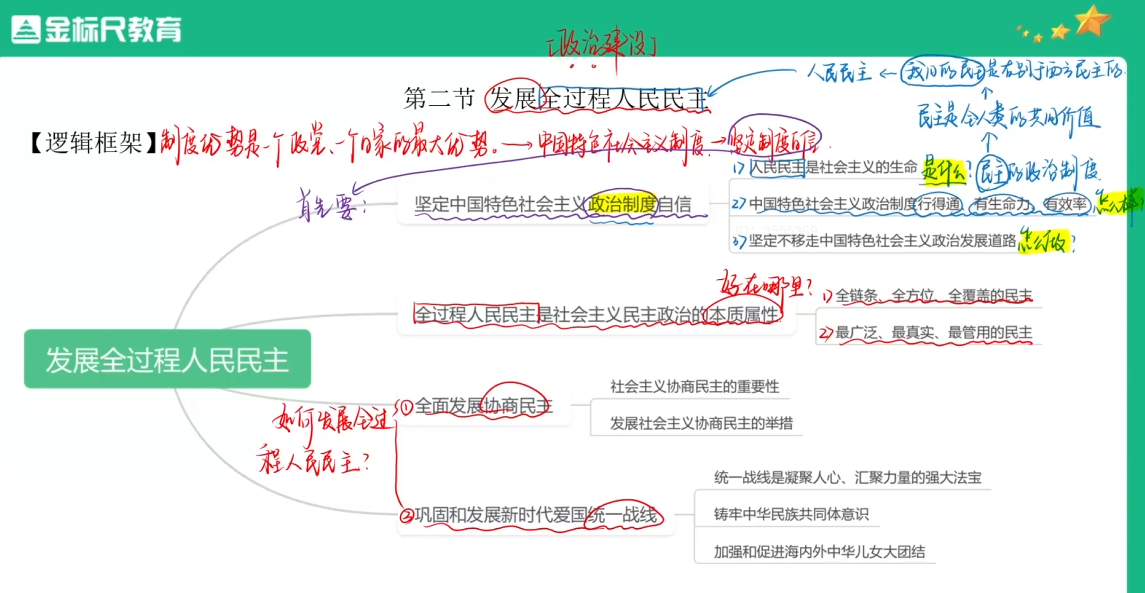 金标尺教育
[政治建设]
人民民主 ← 我们的民主是有别于西方民主的.
第二节 发展全过程人民民主
民主是全人类的共同价值
【逻辑框架】制度优势是一个政党、一个国家的最大优势。→中国特色社会主义制度→坚定制度自信.
1)人民民主是社会主义的生命 是什么? 民主的政治制度
首先要: 坚定中国特色社会主义政治制度自信
2)中国特色社会主义政治制度行得通、有生命力、有效率 怎么样?
3)坚定不移走中国特色社会主义政治发展道路 怎么做?
好在哪里?
1)全链条、全方位、全覆盖的民主
全过程人民民主是社会主义民主政治的本质属性
2)最广泛、最真实、最管用的民主
发展全过程人民民主
社会主义协商民主的重要性
①全面发展协商民主
发展社会主义协商民主的举措
如何发展全过
程人民民主?
统一战线是凝聚人心、汇聚力量的强大法宝
②巩固和发展新时代爱国统一战线
铸牢中华民族共同体意识
加强和促进海内外中华儿女大团结